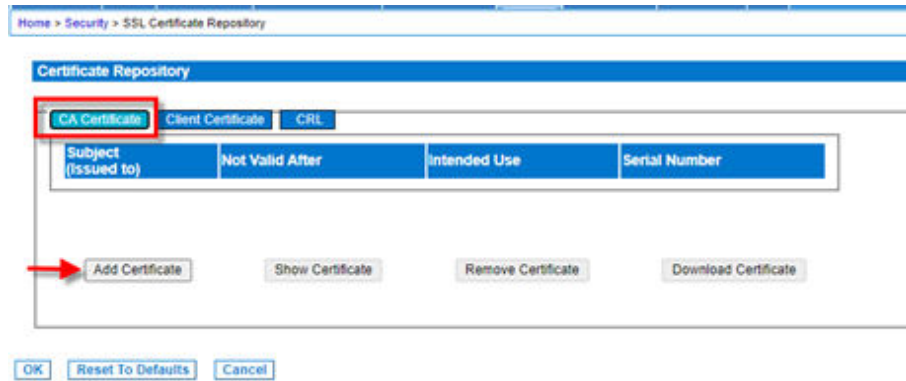 Home > Security > SSL Certificate Repository
Certificate Repository
CA Certificate Client Certificate CRL
Subject
(Issued to) Not Valid After Intended Use Serial Number
Add Certificate Show Certificate Remove Certificate Download Certificate
OK Reset To Defaults Cancel